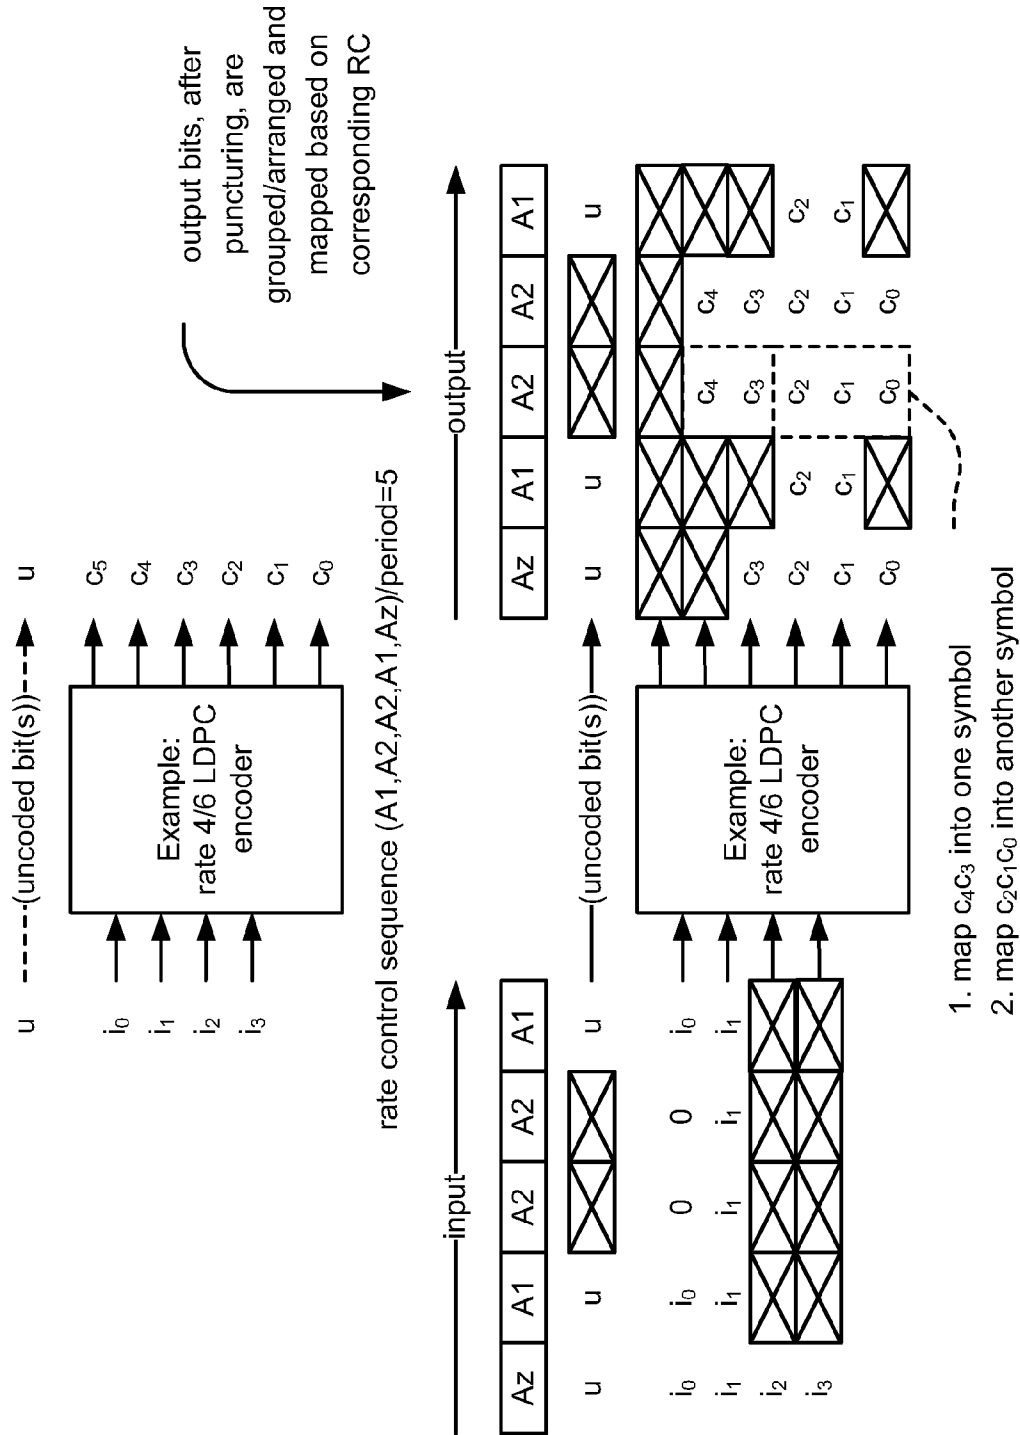 u ----(uncoded bit(s))---- u
i₀
i₁
i₂
i₃
Example:
rate 4/6 LDPC
encoder
c₅
c₄
c₃
c₂
c₁
c₀
output bits, after
puncturing, are
grouped/arranged and
mapped based on
corresponding RC
rate control sequence (A1,A2,A2,A1,Az)/period=5
input
Az A1 A2 A2 A1
u u u
i₀ i₀ 0 0 i₀
i₁ i₁ i₁ i₁ i₁
i₂
i₃
(uncoded bit(s))
Example:
rate 4/6 LDPC
encoder
output
Az A1 A2 A2 A1
u u u
c₄ c₄
c₃ c₃ c₃
c₂ c₂ c₂ c₂ c₂
c₁ c₁ c₁ c₁ c₁
c₀ c₀ c₀
1. map c₄c₃ into one symbol
2. map c₂c₁c₀ into another symbol